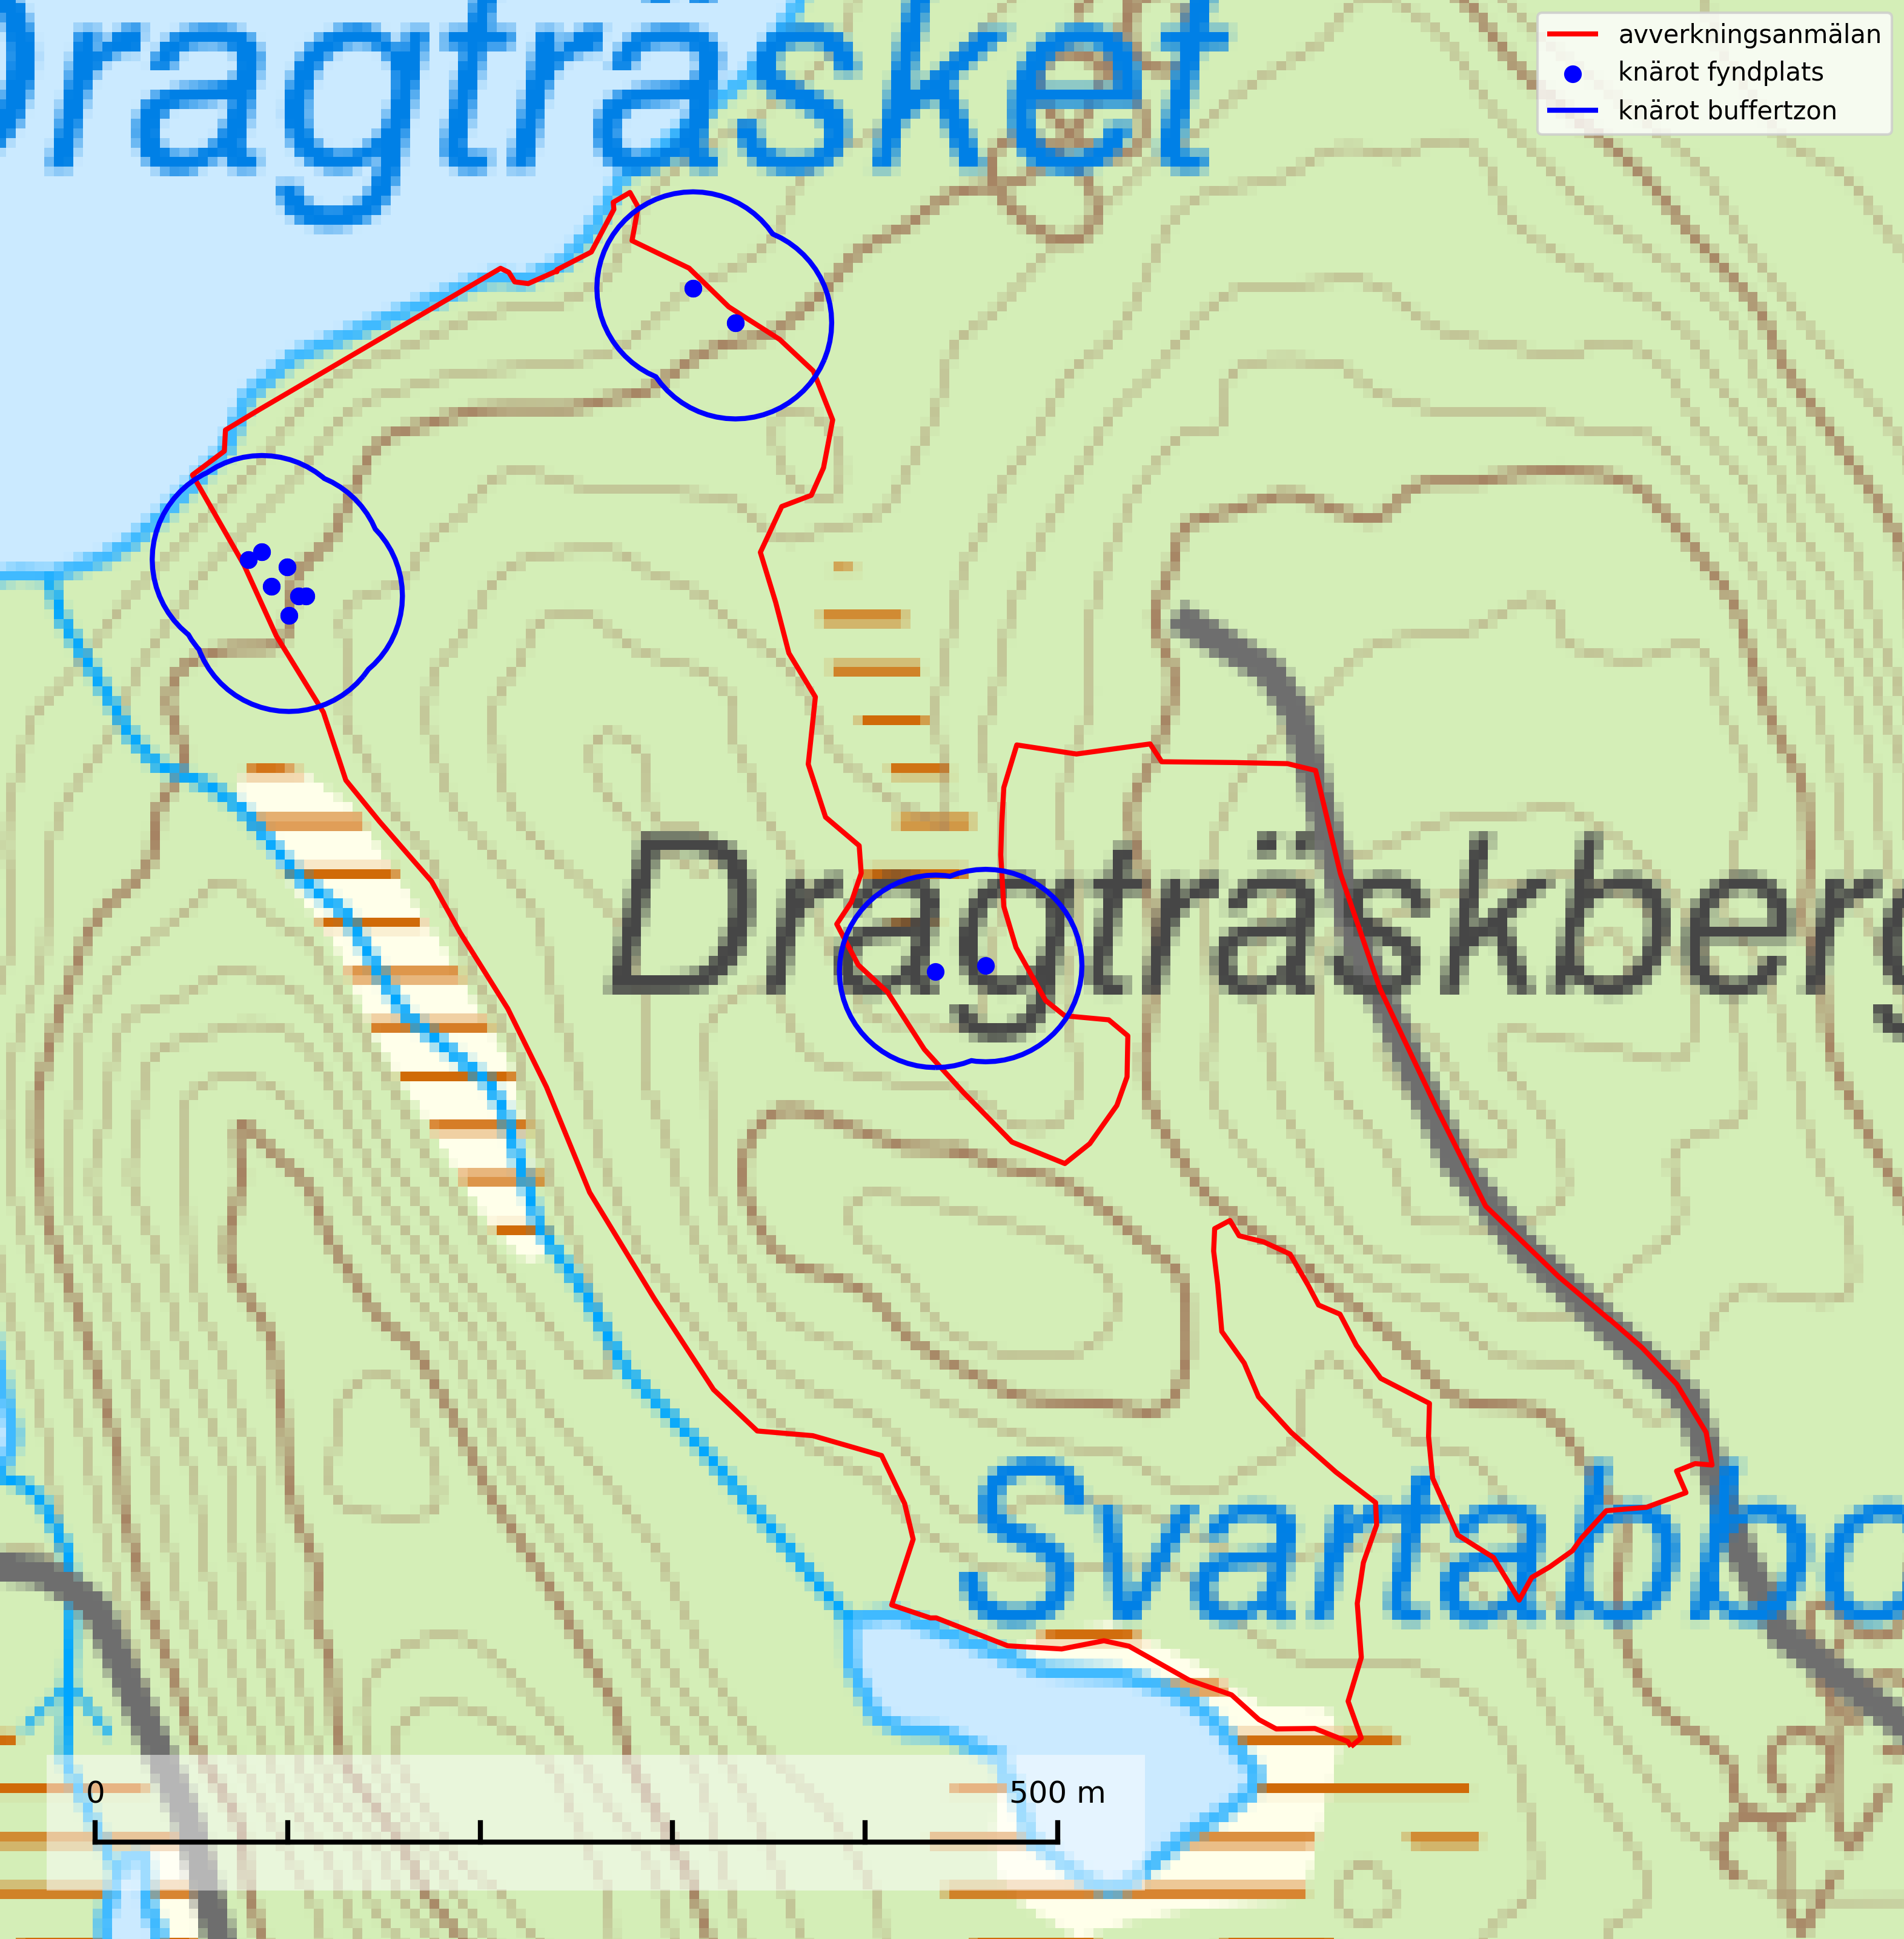 Dragträsket
avverkningsanmälan
knärot fyndplats
knärot buffertzon
Dragträskberg
Svartabbo
0 500 m